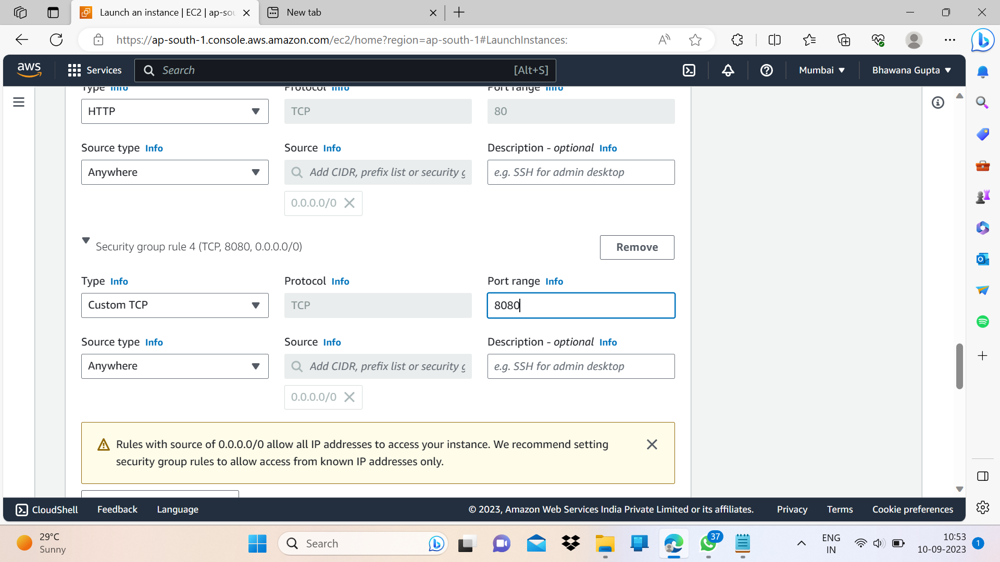 Launch an instance | EC2 | ap-sou
New tab
https://ap-south-1.console.aws.amazon.com/ec2/home?region=ap-south-1#LaunchInstances:
aws
Services
Search
[Alt+S]
Mumbai
Bhawana Gupta
Type Info
Protocol Info
Port range Info
HTTP
TCP
80
Source type Info
Source Info
Description - optional Info
Anywhere
Add CIDR, prefix list or security g
e.g. SSH for admin desktop
0.0.0.0/0
Security group rule 4 (TCP, 8080, 0.0.0.0/0)
Remove
Type Info
Protocol Info
Port range Info
Custom TCP
TCP
8080
Source type Info
Source Info
Description - optional Info
Anywhere
Add CIDR, prefix list or security g
e.g. SSH for admin desktop
0.0.0.0/0
Rules with source of 0.0.0.0/0 allow all IP addresses to access your instance. We recommend setting
security group rules to allow access from known IP addresses only.
CloudShell
Feedback
Language
© 2023, Amazon Web Services India Private Limited or its affiliates.
Privacy
Terms
Cookie preferences
29°C
Sunny
Search
37
ENG
IN
10:53
10-09-2023
1